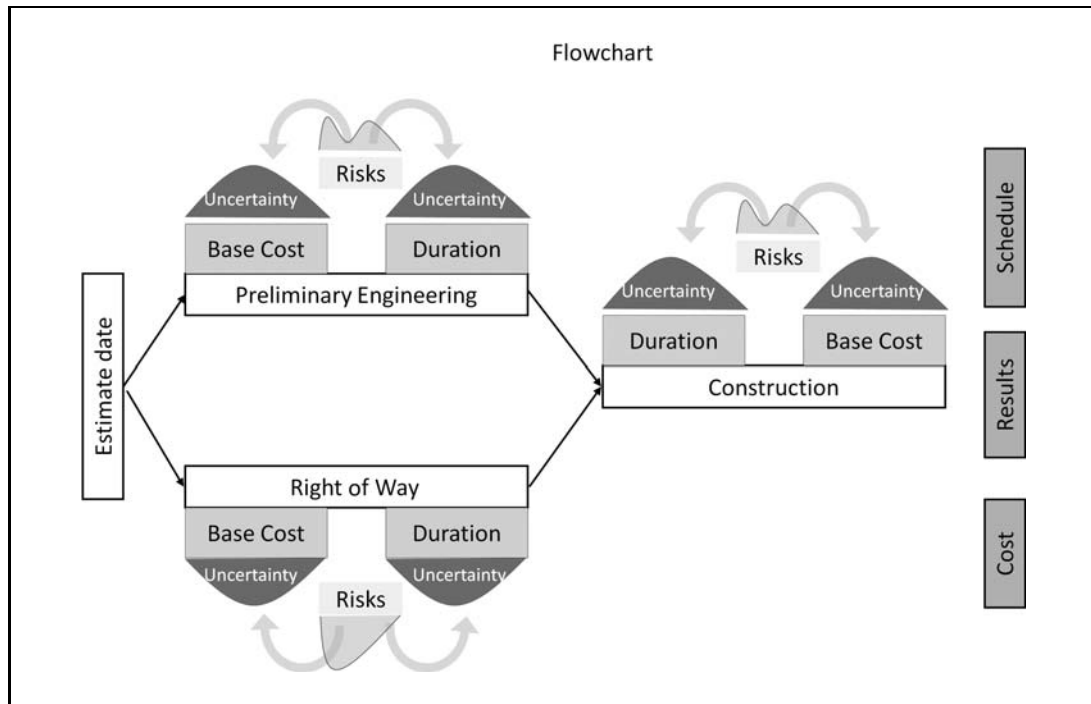 Flowchart
Risks
Uncertainty
Uncertainty
Base Cost
Duration
Preliminary Engineering
Estimate date
Right of Way
Base Cost
Duration
Uncertainty
Uncertainty
Risks
Risks
Uncertainty
Uncertainty
Duration
Base Cost
Construction
Schedule
Results
Cost